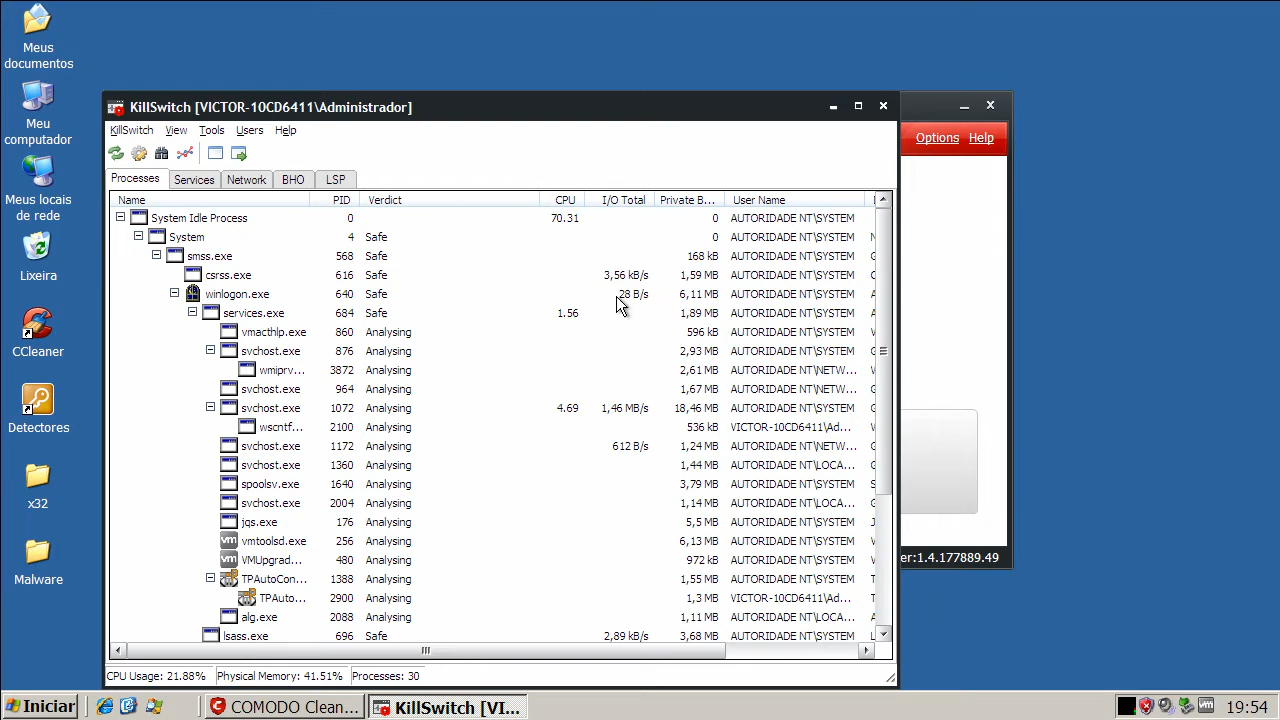 Meus
documentos
Meu
computador
Meus locais
de rede
Lixeira
CCleaner
Detectores
x32
Malware
KillSwitch [VICTOR-10CD6411\Administrador]
KillSwitch View Tools Users Help
Options Help
Processes Services Network BHO LSP
Name PID Verdict CPU I/O Total Private B... User Name
System Idle Process 0 70.31 0 AUTORIDADE NT\SYSTEM
System 4 Safe 0 AUTORIDADE NT\SYSTEM
smss.exe 568 Safe 168 kB AUTORIDADE NT\SYSTEM
csrss.exe 616 Safe 3,56 kB/s 1,59 MB AUTORIDADE NT\SYSTEM
winlogon.exe 640 Safe 28 B/s 6,11 MB AUTORIDADE NT\SYSTEM
services.exe 684 Safe 1.56 1,89 MB AUTORIDADE NT\SYSTEM
vmacthlp.exe 860 Analysing 596 kB AUTORIDADE NT\SYSTEM
svchost.exe 876 Analysing 2,93 MB AUTORIDADE NT\SYSTEM
wmiprv... 3872 Analysing 2,61 MB AUTORIDADE NT\NETW...
svchost.exe 964 Analysing 1,67 MB AUTORIDADE NT\NETW...
svchost.exe 1072 Analysing 4.69 1,46 MB/s 18,46 MB AUTORIDADE NT\SYSTEM
wscntf... 2100 Analysing 536 kB VICTOR-10CD6411\Ad...
svchost.exe 1172 Analysing 612 B/s 1,24 MB AUTORIDADE NT\NETW...
svchost.exe 1360 Analysing 1,44 MB AUTORIDADE NT\LOCA...
spoolsv.exe 1640 Analysing 3,79 MB AUTORIDADE NT\SYSTEM
svchost.exe 2004 Analysing 1,14 MB AUTORIDADE NT\LOCA...
jqs.exe 176 Analysing 5,5 MB AUTORIDADE NT\SYSTEM
vmtoolsd.exe 256 Analysing 6,13 MB AUTORIDADE NT\SYSTEM
VMUpgrad... 480 Analysing 972 kB AUTORIDADE NT\SYSTEM
TPAutoCon... 1388 Analysing 1,55 MB AUTORIDADE NT\SYSTEM
TPAuto... 2900 Analysing 1,3 MB VICTOR-10CD6411\Ad...
alg.exe 2088 Analysing 1,11 MB AUTORIDADE NT\LOCA...
lsass.exe 696 Safe 2,89 kB/s 3,68 MB AUTORIDADE NT\SYSTEM
er:1.4.177889.49
CPU Usage: 21.88% Physical Memory: 41.51% Processes: 30
Iniciar COMODO Clean... KillSwitch [VI... 19:54